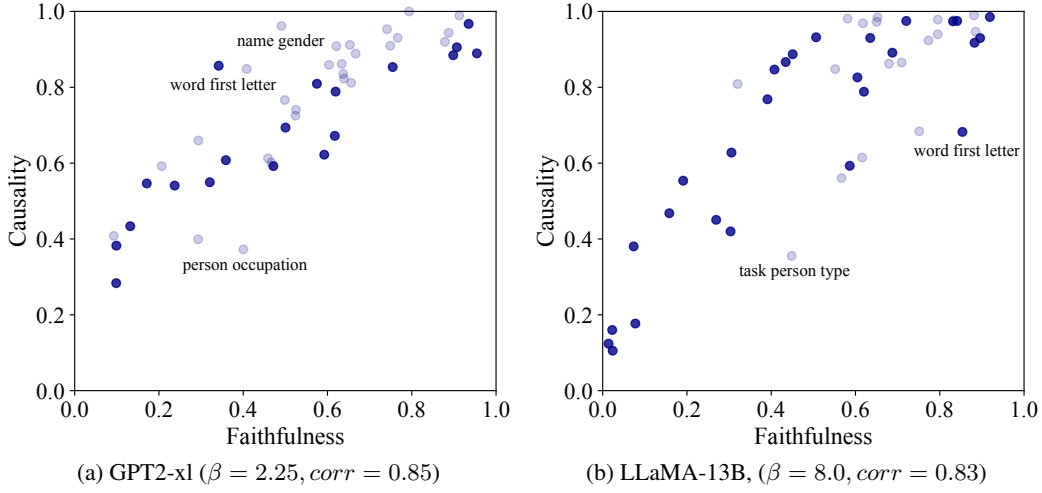 1.0
0.8
0.6
0.4
0.2
0.0
Causality
name gender
word first letter
person occupation
0.0 0.2 0.4 0.6 0.8 1.0
Faithfulness
(a) GPT2-xl (β = 2.25, corr = 0.85)
1.0
0.8
0.6
0.4
0.2
0.0
Causality
word first letter
task person type
0.0 0.2 0.4 0.6 0.8 1.0
Faithfulness
(b) LLaMA-13B, (β = 8.0, corr = 0.83)